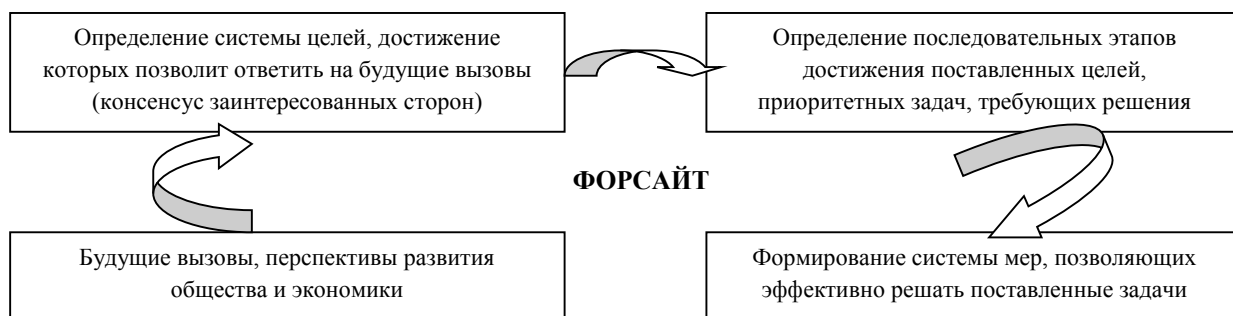 Определение системы целей, достижение
которых позволит ответить на будущие вызовы
(консенсус заинтересованных сторон)
Определение последовательных этапов
достижения поставленных целей,
приоритетных задач, требующих решения
ФОРСАЙТ
Будущие вызовы, перспективы развития
общества и экономики
Формирование системы мер, позволяющих
эффективно решать поставленные задачи